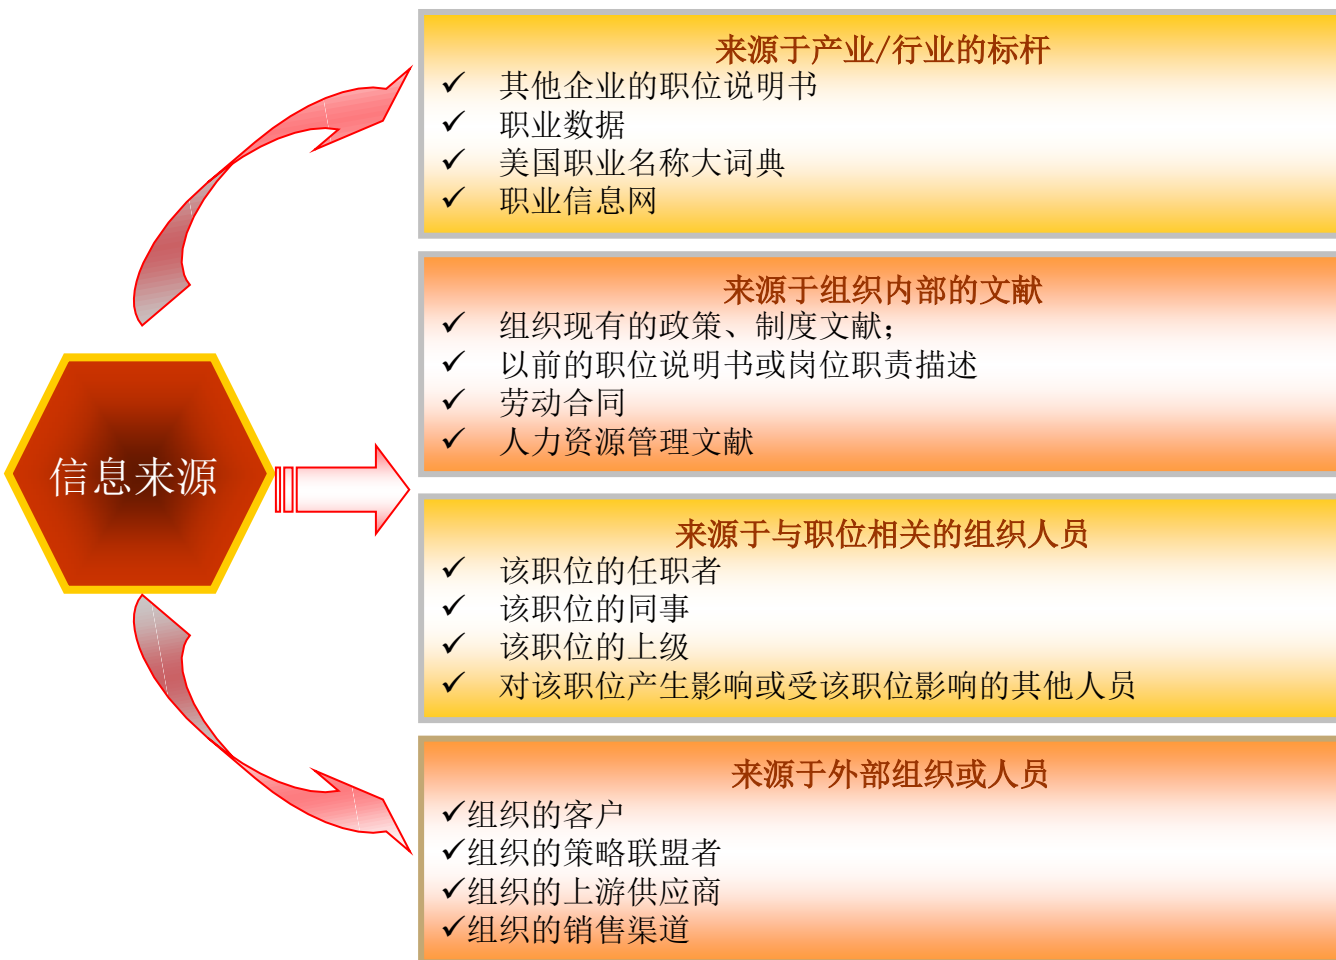 来源于产业/行业的标杆
✓ 其他企业的职位说明书
✓ 职业数据
✓ 美国职业名称大词典
✓ 职业信息网
来源于组织内部的文献
✓ 组织现有的政策、制度文献;
✓ 以前的职位说明书或岗位职责描述
✓ 劳动合同
✓ 人力资源管理文献
信息来源
来源于与职位相关的组织人员
✓ 该职位的任职者
✓ 该职位的同事
✓ 该职位的上级
✓ 对该职位产生影响或受该职位影响的其他人员
来源于外部组织或人员
✓组织的客户
✓组织的策略联盟者
✓组织的上游供应商
✓组织的销售渠道